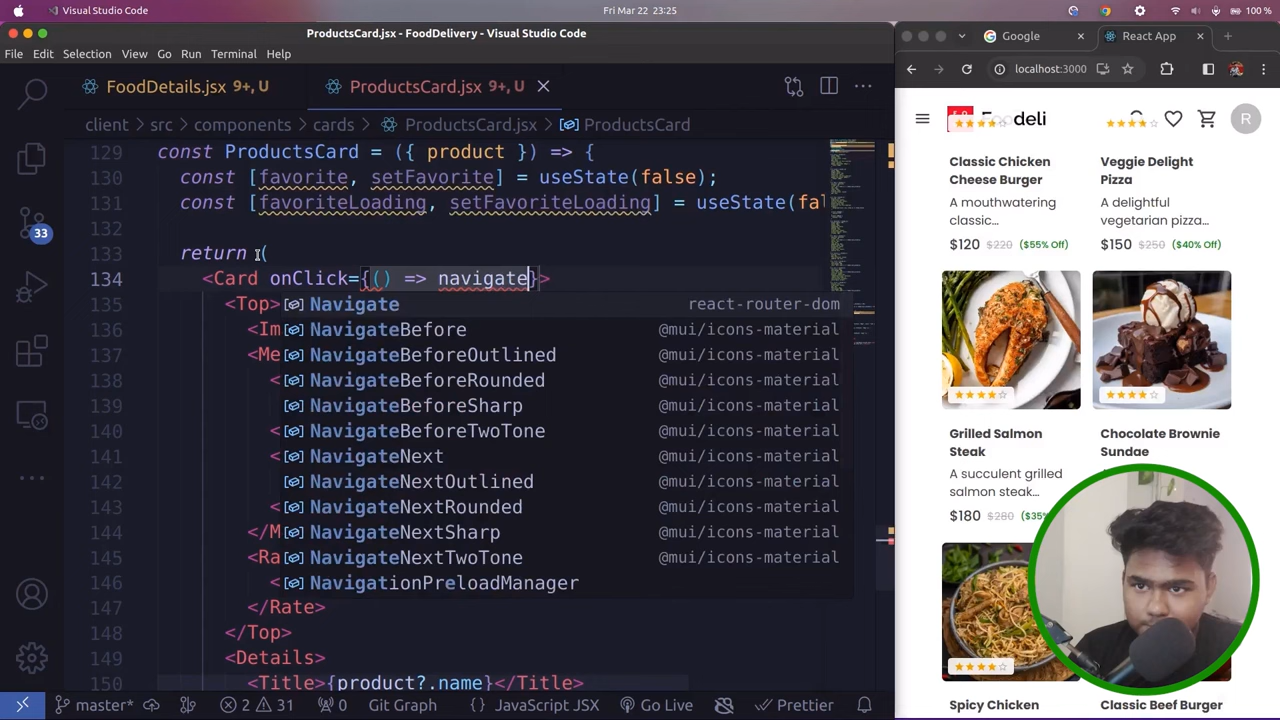 Visual Studio Code
Fri Mar 22 23:25
100 %
ProductsCard.jsx - FoodDelivery - Visual Studio Code
File Edit Selection View Go Run Terminal Help
FoodDetails.jsx 9+, U
ProductsCard.jsx 9+, U
client > src > components > cards > ProductsCard.jsx > ProductsCard
129 const ProductsCard = ({ product }) => {
130 const [favorite, setFavorite] = useState(false);
131 const [favoriteLoading, setFavoriteLoading] = useState(fal
132
133 return (
134 <Card onClick={() => navigate}>
135 <Top>
136 <Im
137 <Me
138 <
139 <
140 <
141 <
142 <
143 <
144 </M
145 <Ra
146 <
147 </Rate>
148 </Top>
149 <Details>
150 {product?.name}
Navigate react-router-dom
NavigateBefore @mui/icons-material
NavigateBeforeOutlined @mui/icons-material
NavigateBeforeRounded @mui/icons-material
NavigateBeforeSharp @mui/icons-material
NavigateBeforeTwoTone @mui/icons-material
NavigateNext @mui/icons-material
NavigateNextOutlined @mui/icons-material
NavigateNextRounded @mui/icons-material
NavigateNextSharp @mui/icons-material
NavigateNextTwoTone @mui/icons-material
NavigationPreloadManager
33
master* 2 31 0 Git Graph JavaScript JSX Go Live Prettier
Google
React App
localhost:3000
deli
R
Classic Chicken
Cheese Burger
A mouthwatering
classic...
$120 $220 ($55% Off)
Veggie Delight
Pizza
A delightful
vegetarian pizza...
$150 $250 ($40% Off)
Grilled Salmon
Steak
A succulent grilled
salmon steak...
$180 $280 ($35%
Chocolate Brownie
Sundae
Spicy Chicken
Classic Beef Burger